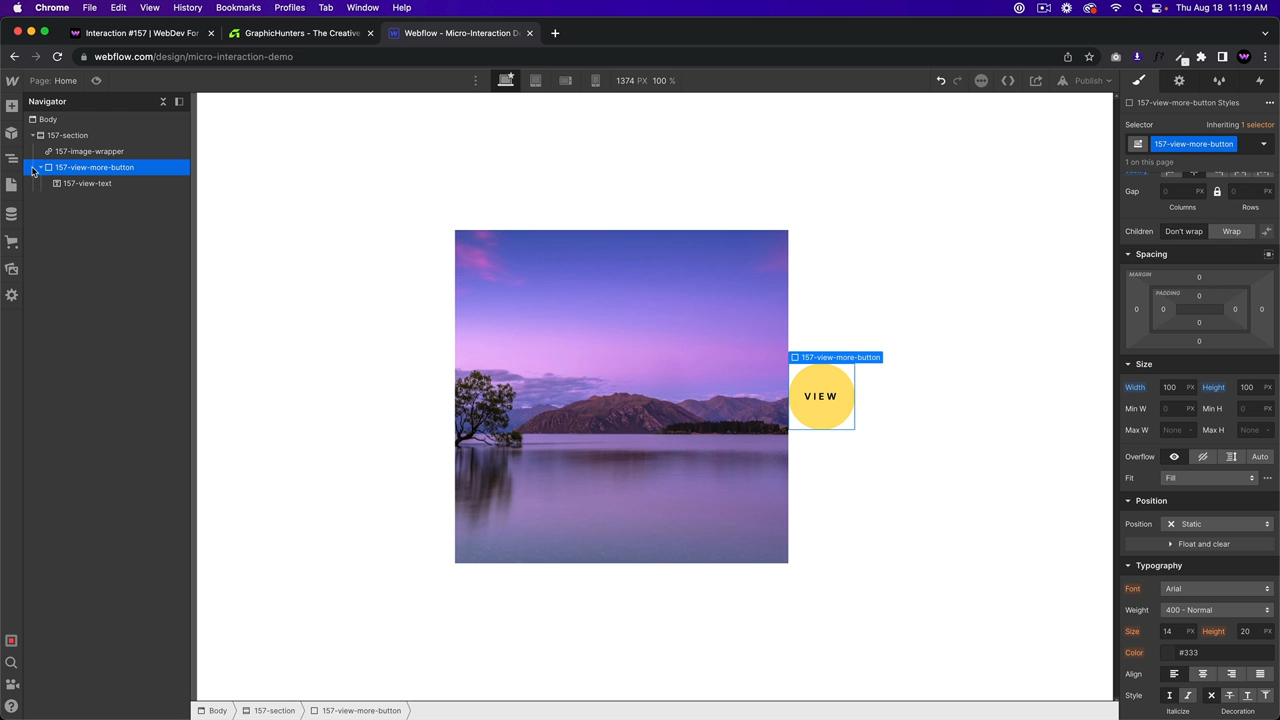 Chrome File Edit View History Bookmarks Profiles Tab Window Help Thu Aug 18 11:19 AM
Interaction #157 | WebDev For GraphicHunters - The Creative Webflow - Micro-Interaction D
webflow.com/design/micro-interaction-demo
Page: Home 1374 PX 100 % Publish
Navigator
157-view-more-button Styles
Body
Selector Inheriting 1 selector
157-section
157-view-more-button
157-image-wrapper
1 on this page
157-view-more-button
157-view-text
Gap 0 PX 0 PX
Columns Rows
Children Don't wrap Wrap
Spacing
MARGIN 0
PADDING 0
0 0 0 0
0
0
157-view-more-button
Size
Width 100 PX Height 100 PX
VIEW
Min W 0 PX Min H 0 PX
Max W None Max H None
Overflow Auto
Fit Fill
Position
Position Static
Float and clear
Typography
Font Arial
Weight 400 - Normal
Size 14 PX Height 20 PX
Color #333
Align
Style
Italicize Decoration
Body 157-section 157-view-more-button